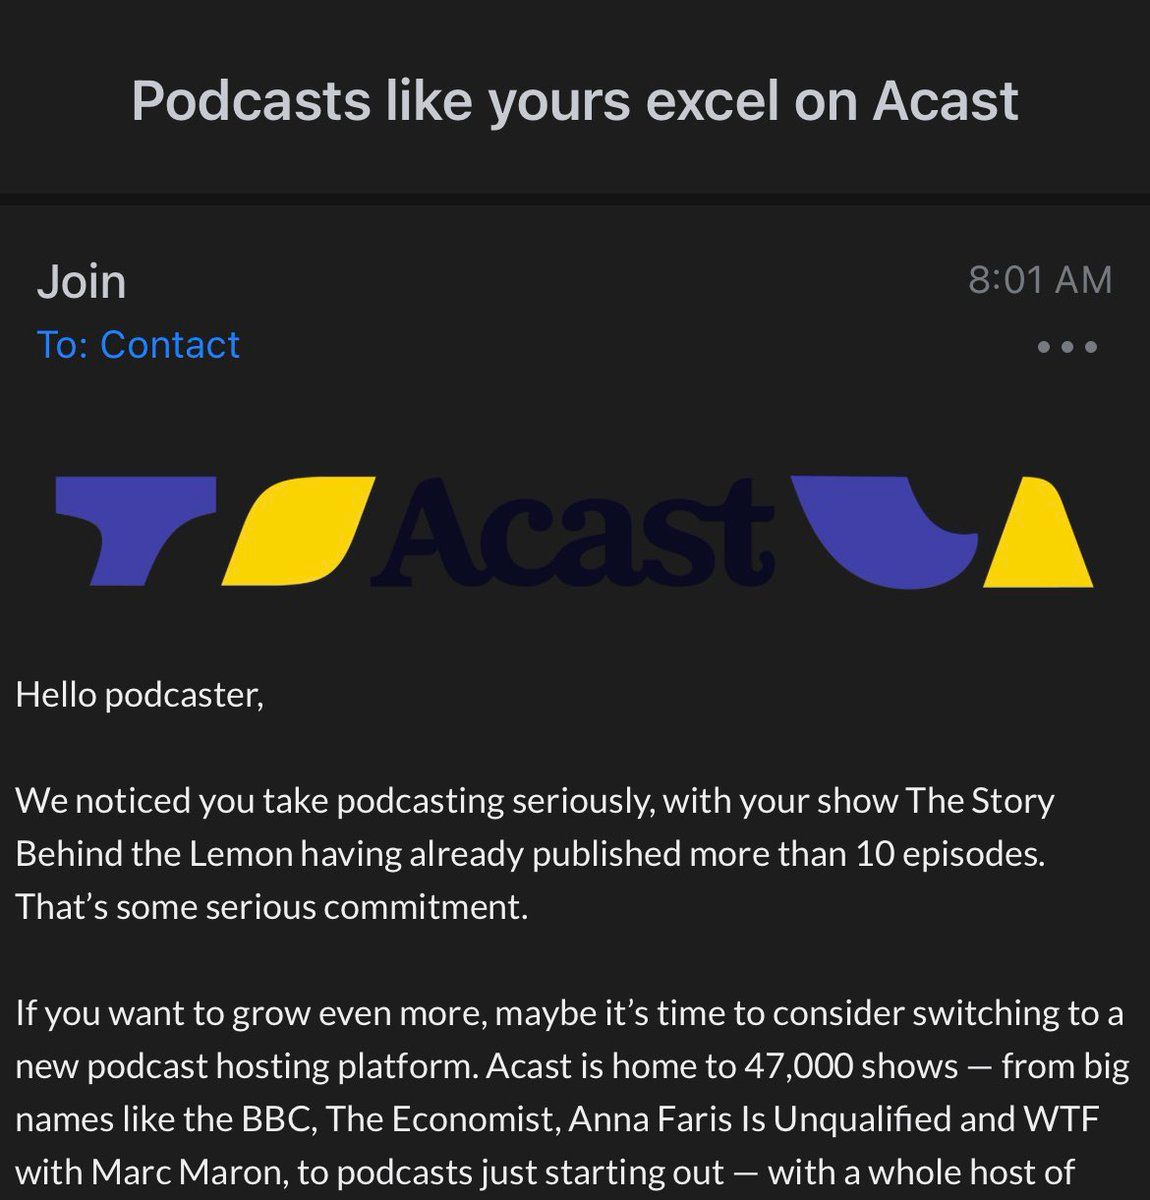 Podcasts like yours excel on Acast
Join
8:01 AM
To: Contact
Acast
Hello podcaster,
We noticed you take podcasting seriously, with your show The Story
Behind the Lemon having already published more than 10 episodes.
That’s some serious commitment.
If you want to grow even more, maybe it’s time to consider switching to a
new podcast hosting platform. Acast is home to 47,000 shows — from big
names like the BBC, The Economist, Anna Faris Is Unqualified and WTF
with Marc Maron, to podcasts just starting out — with a whole host of